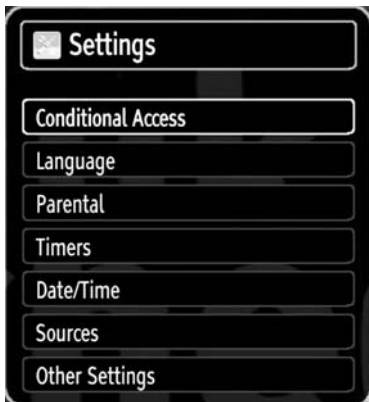 Settings
Conditional Access
Language
Parental
Timers
Date/Time
Sources
Other Settings